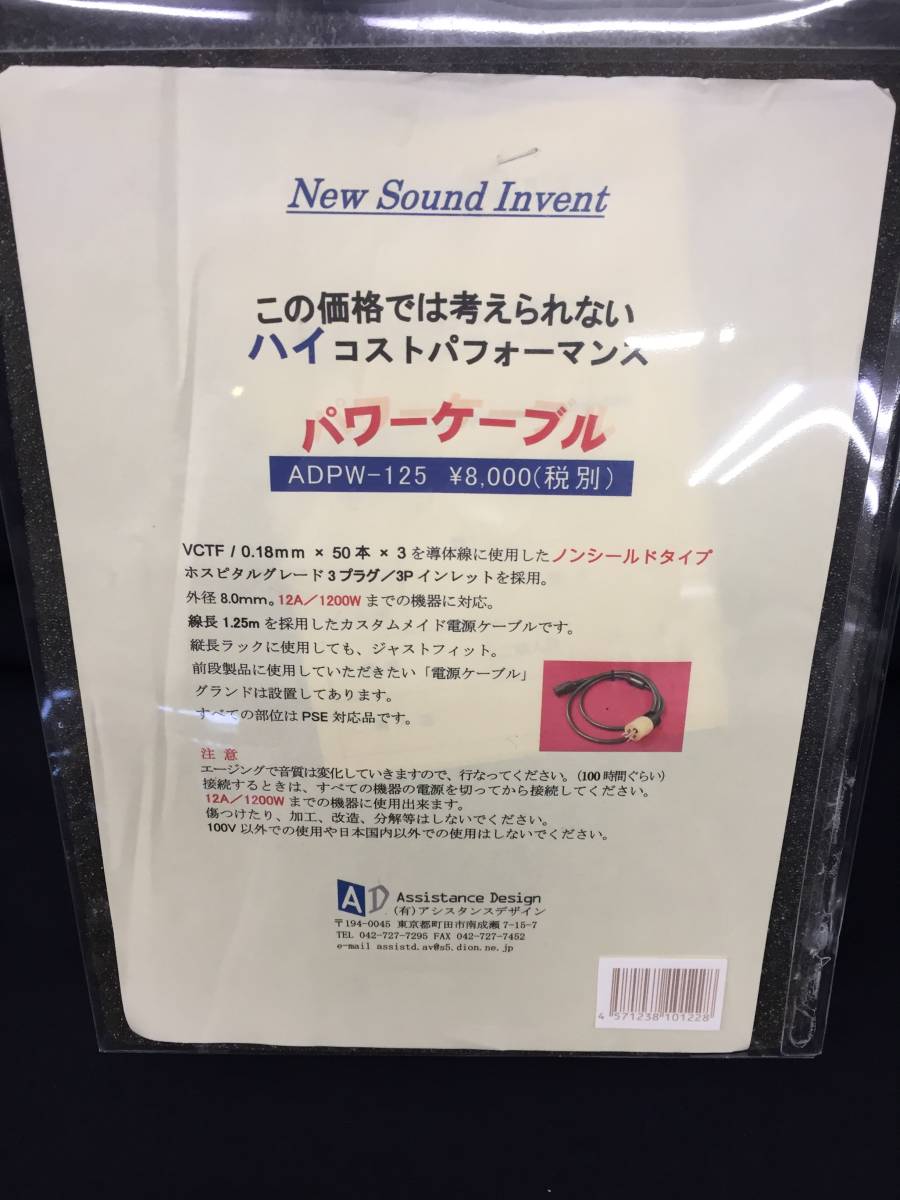 New Sound Invent
この価格では考えられない
ハイコストパフォーマンス
パワーケーブル
ADPW-125 ¥8,000(税別)
VCTF / 0.18mm × 50本 × 3 を導体線に使用したノンシールドタイプ
ホスピタルグレード3プラグ/3Pインレットを採用。
外径 8.0mm。12A/1200W までの機器に対応。
線長 1.25m を採用したカスタムメイド電源ケーブルです。
縦長ラックに使用しても、ジャストフィット。
前段製品に使用していただきたい「電源ケーブル」
グランドは設置してあります。
すべての部位は PSE 対応品です。
注 意
エージングで音質は変化していきますので、行なってください。(100時間ぐらい)
接続するときは、すべての機器の電源を切ってから接続してください。
12A/1200W までの機器に使用出来ます。
傷つけたり、加工、改造、分解等はしないでください。
100V 以外での使用や日本国内以外での使用はしないでください。
AD Assistance Design
(有)アシスタンスデザイン
〒194-0045 東京都町田市南成瀬 7-15-7
TEL 042-727-7295 FAX 042-727-7452
e-mail assistd.av@s5.dion.ne.jp
4 571238 101228